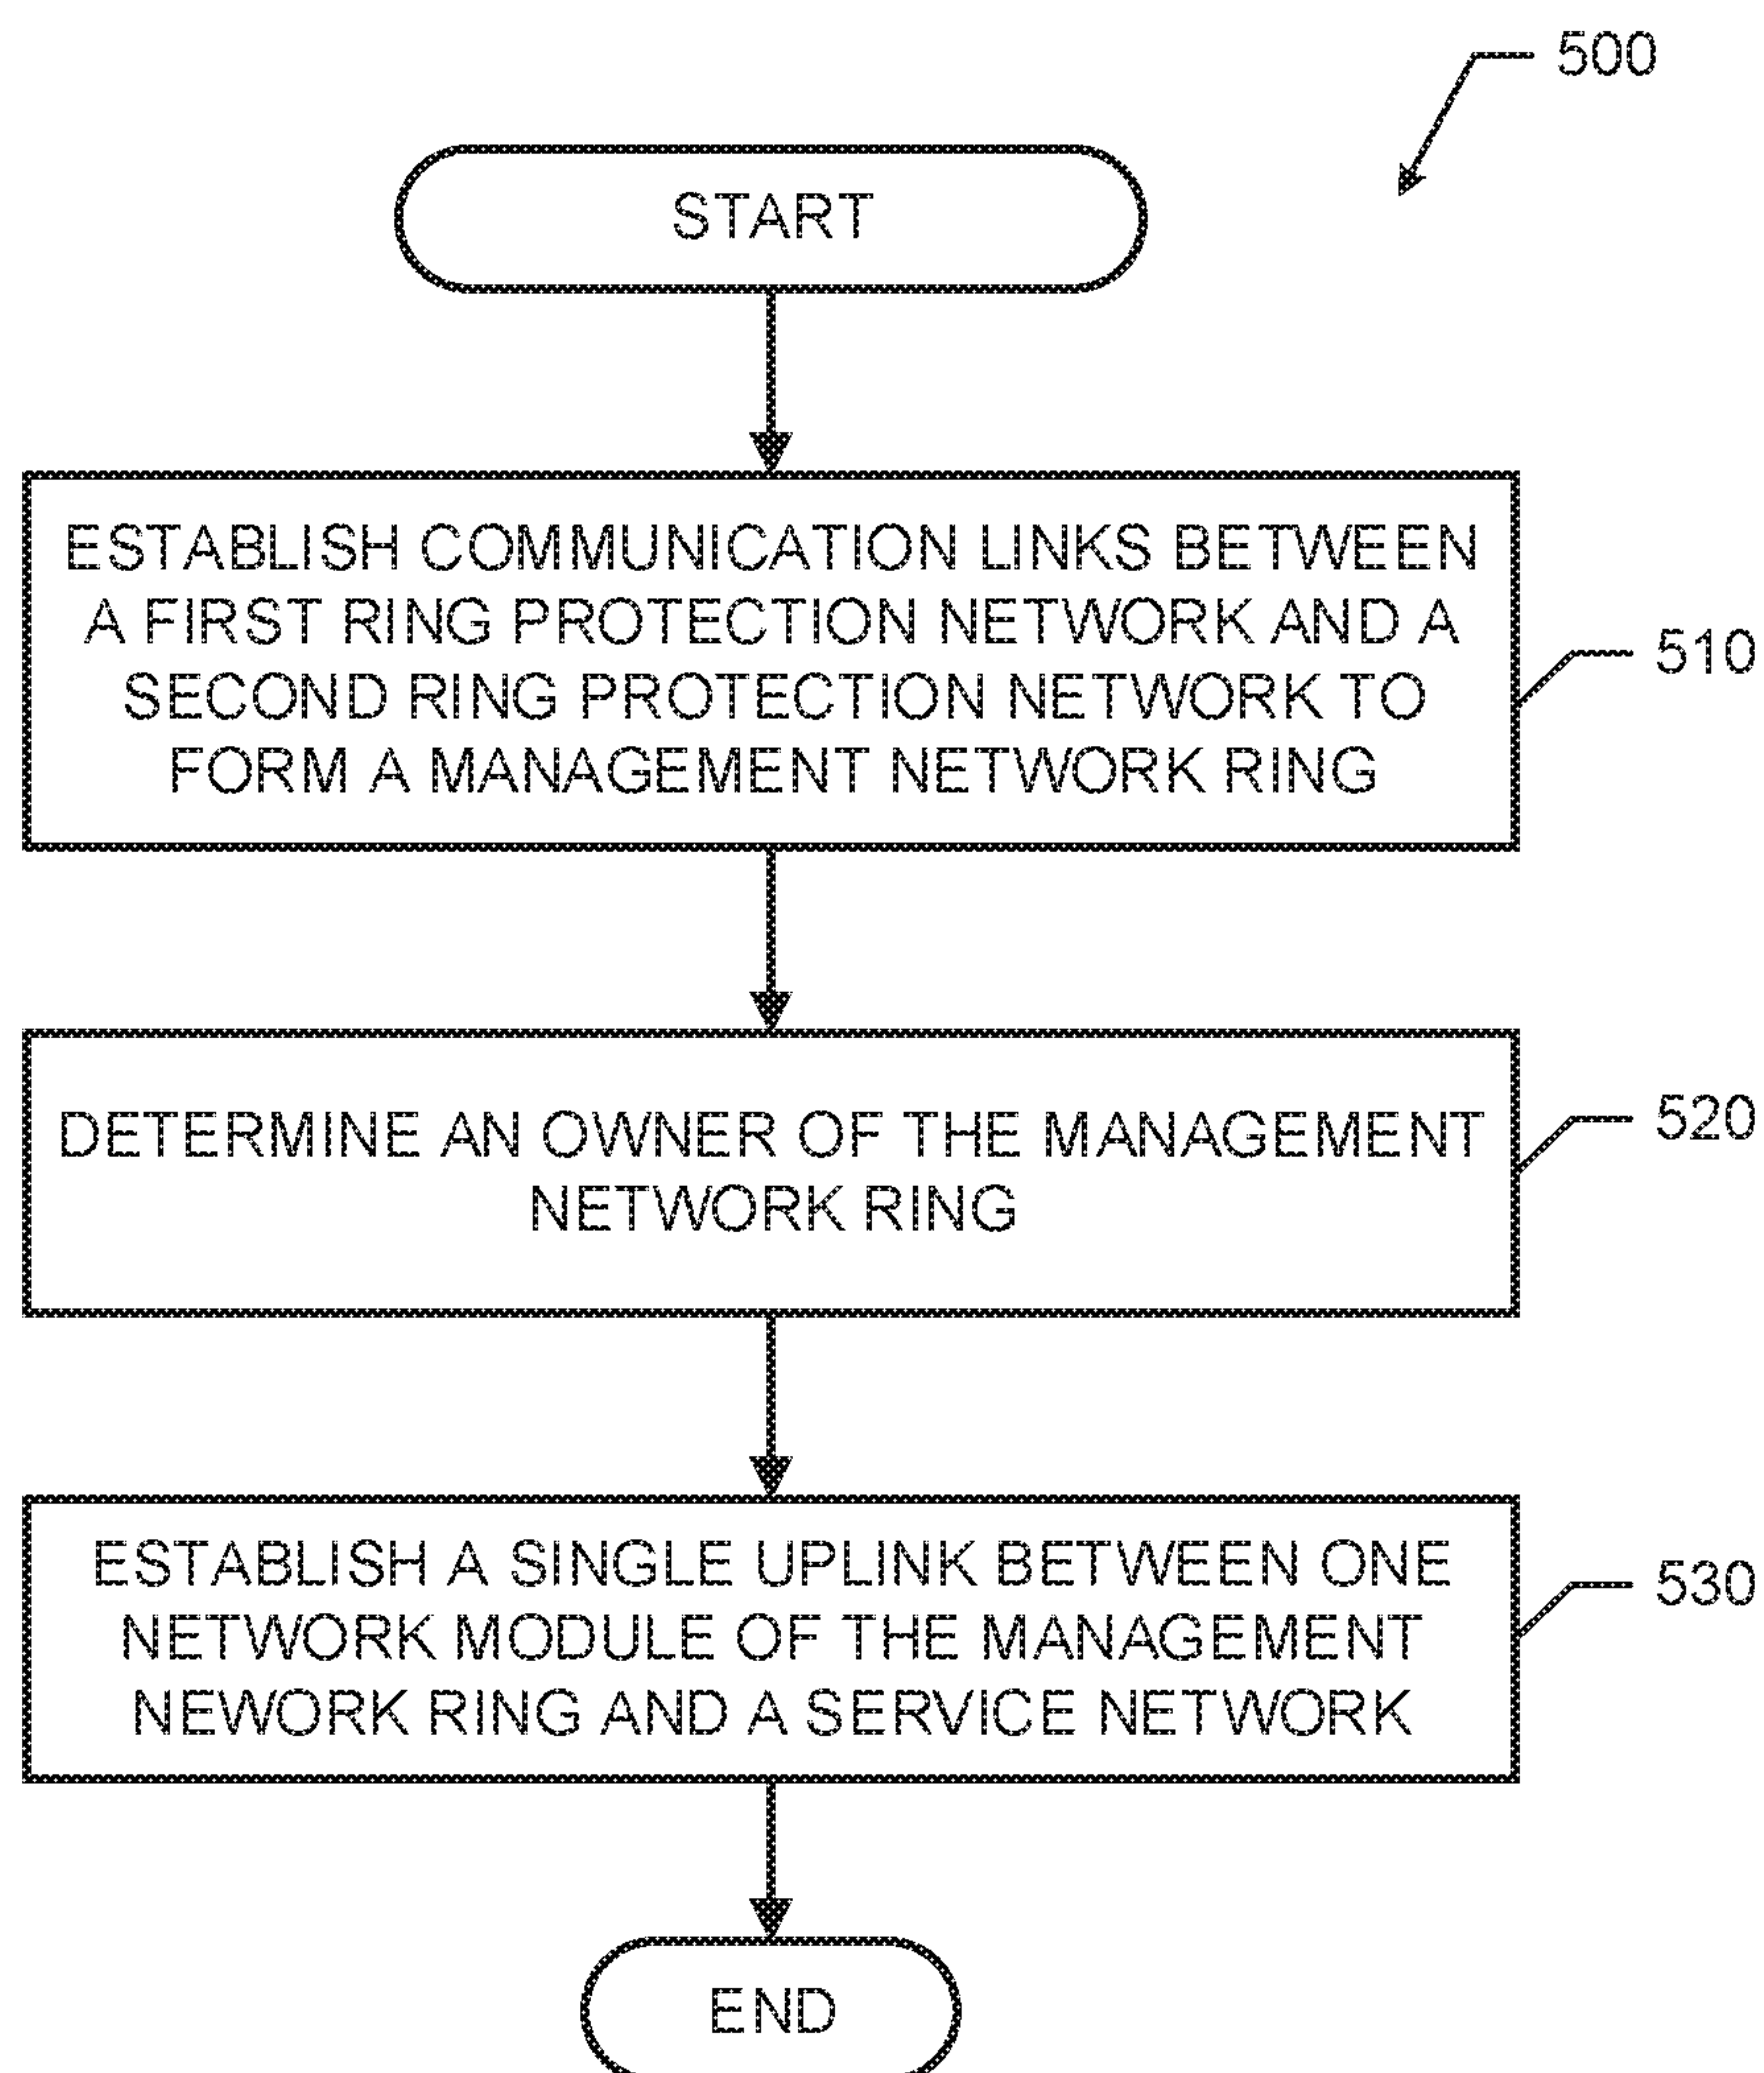 500
START
ESTABLISH COMMUNICATION LINKS BETWEEN
A FIRST RING PROTECTION NETWORK AND A
SECOND RING PROTECTION NETWORK TO
FORM A MANAGEMENT NETWORK RING
510
DETERMINE AN OWNER OF THE MANAGEMENT
NETWORK RING
520
ESTABLISH A SINGLE UPLINK BETWEEN ONE
NETWORK MODULE OF THE MANAGEMENT
NEWORK RING AND A SERVICE NETWORK
530
END